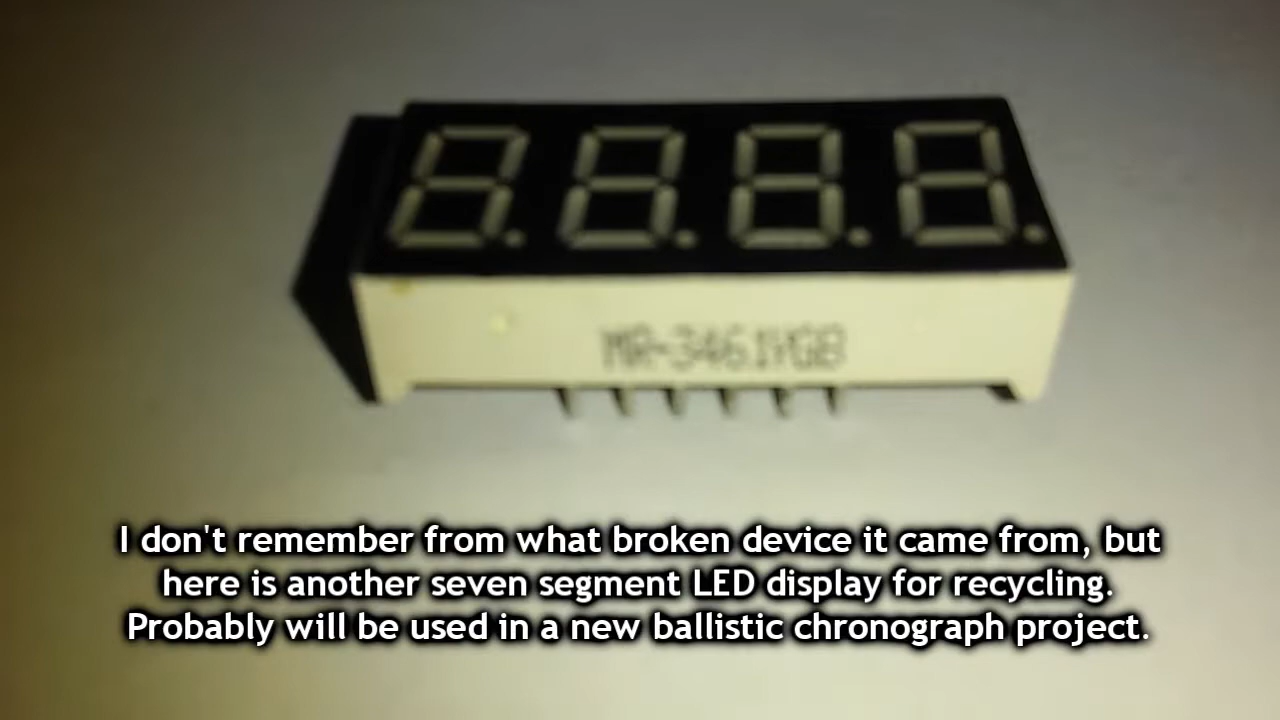 MR-3461VGB
I don't remember from what broken device it came from, but
here is another seven segment LED display for recycling.
Probably will be used in a new ballistic chronograph project.